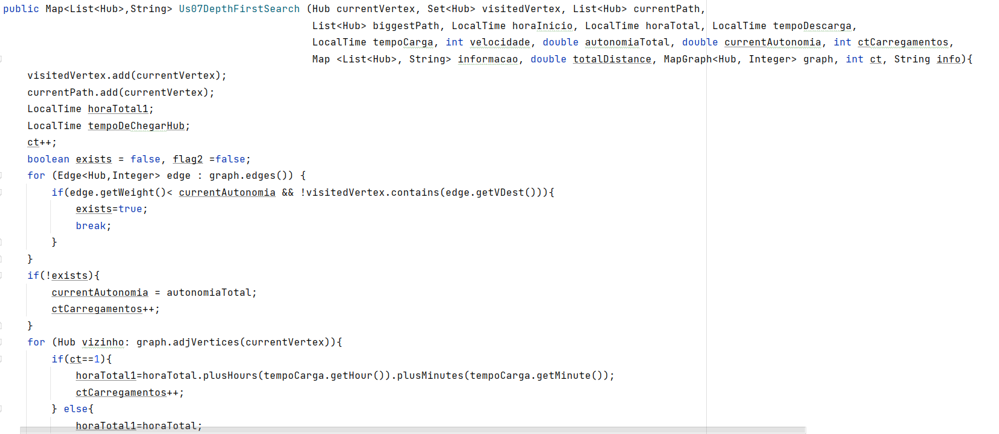 public Map<List<Hub>,String> Us07DepthFirstSearch (Hub currentVertex, Set<Hub> visitedVertex, List<Hub> currentPath,
List<Hub> biggestPath, LocalTime horaInicio, LocalTime horaTotal, LocalTime tempoDescarga,
LocalTime tempoCarga, int velocidade, double autonomiaTotal, double currentAutonomia, int ctCarregamentos,
Map <List<Hub>, String> informacao, double totalDistance, MapGraph<Hub, Integer> graph, int ct, String info){
visitedVertex.add(currentVertex);
currentPath.add(currentVertex);
LocalTime horaTotal1;
LocalTime tempoDeChegarHub;
ct++;
boolean exists = false, flag2 =false;
for (Edge<Hub,Integer> edge : graph.edges()) {
if(edge.getWeight()< currentAutonomia && !visitedVertex.contains(edge.getVDest())){
exists=true;
break;
}
}
if(!exists){
currentAutonomia = autonomiaTotal;
ctCarregamentos++;
}
for (Hub vizinho: graph.adjVertices(currentVertex)){
if(ct==1){
horaTotal1=horaTotal.plusHours(tempoCarga.getHour()).plusMinutes(tempoCarga.getMinute());
ctCarregamentos++;
} else{
horaTotal1=horaTotal;